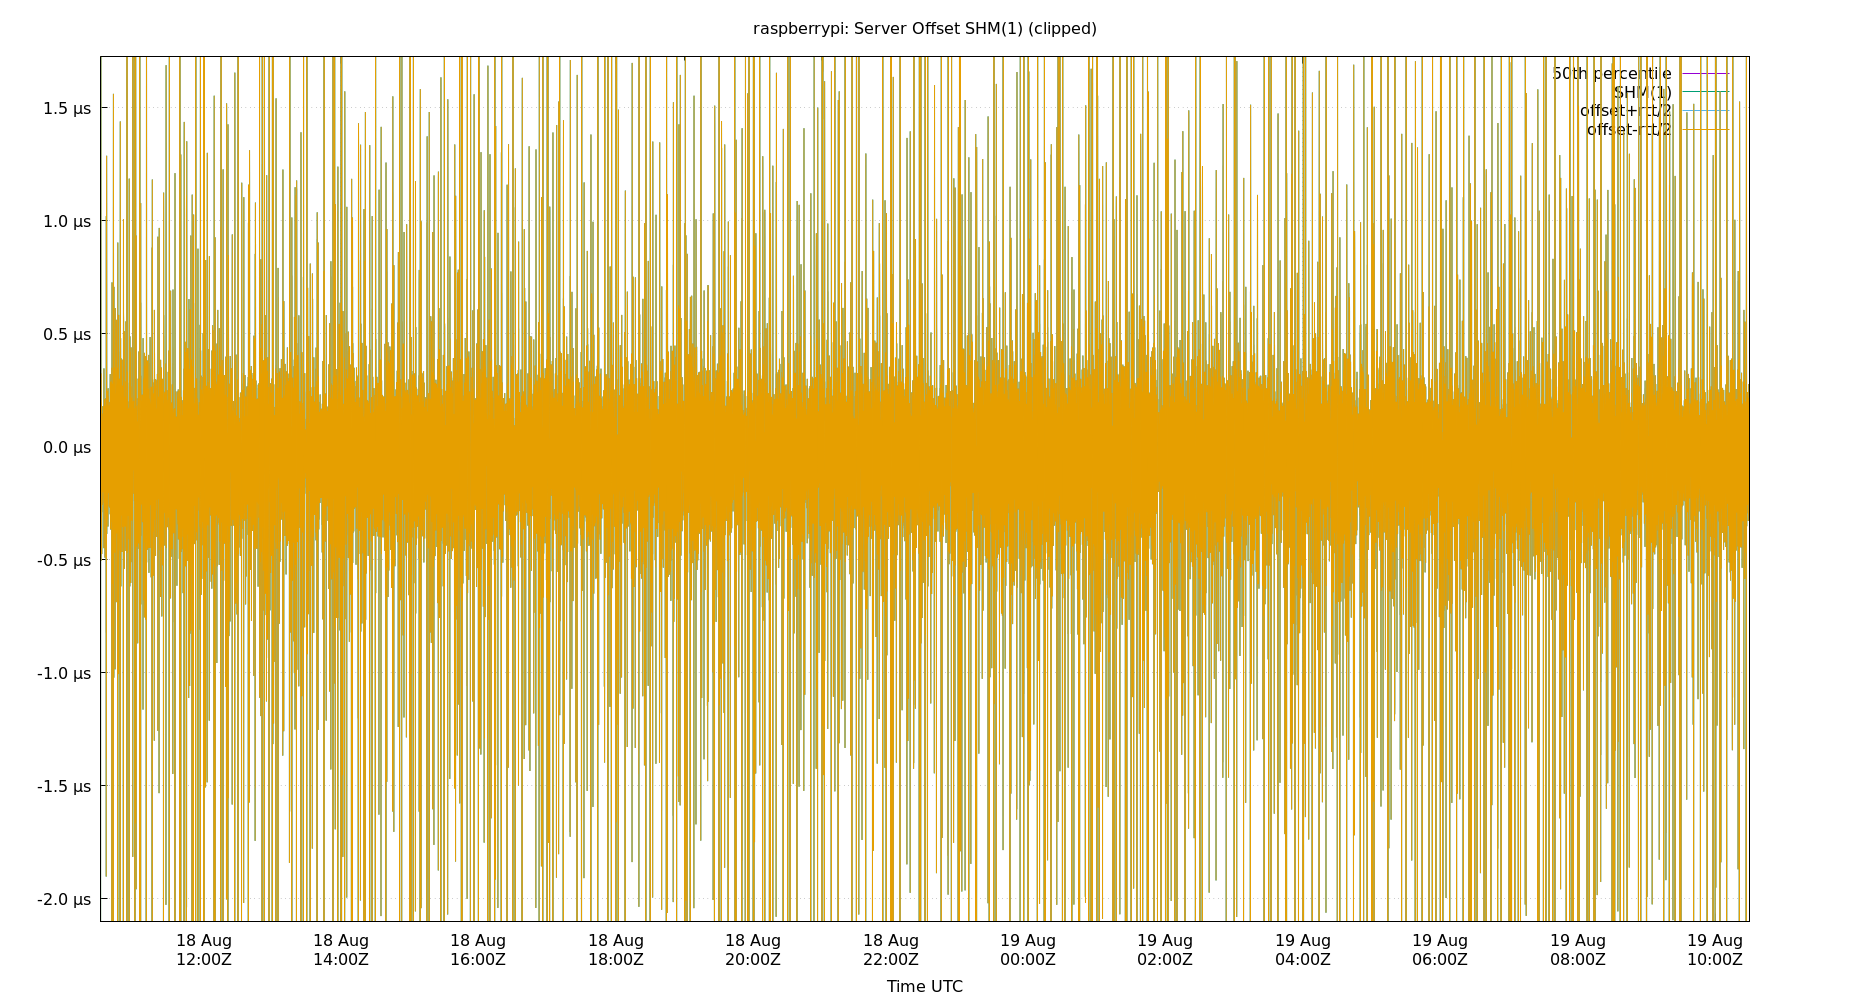 raspberrypi: Server Offset SHM(1) (clipped)
50th percentile
SHM(1)
offset+rtt/2
offset-rtt/2
1.5 µs
1.0 µs
0.5 µs
0.0 µs
-0.5 µs
-1.0 µs
-1.5 µs
-2.0 µs
18 Aug 18 Aug 18 Aug 18 Aug 18 Aug 18 Aug 19 Aug 19 Aug 19 Aug 19 Aug 19 Aug 19 Aug
12:00Z 14:00Z 16:00Z 18:00Z 20:00Z 22:00Z 00:00Z 02:00Z 04:00Z 06:00Z 08:00Z 10:00Z
Time UTC